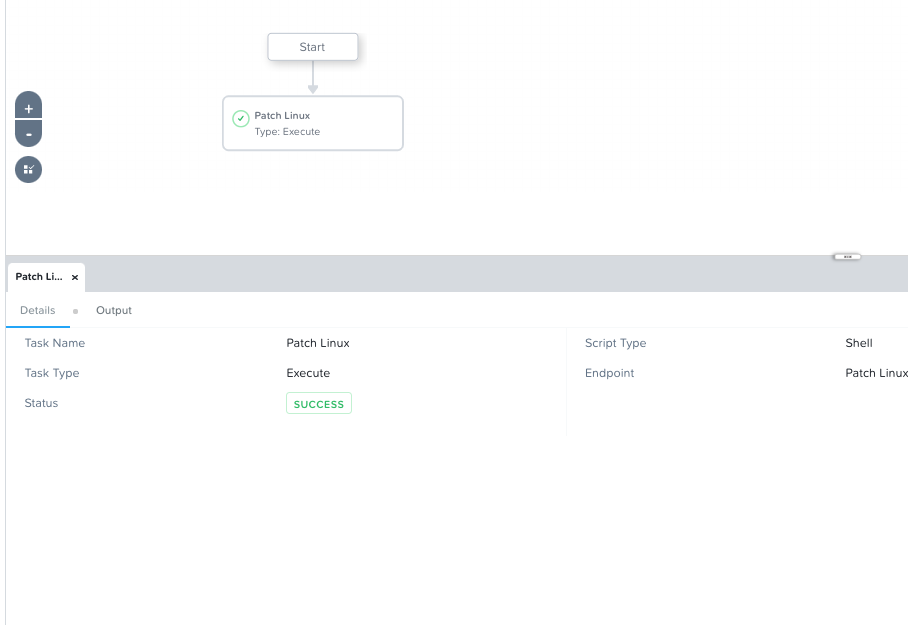 Start
Patch Linux
Type: Execute
+
-
Patch Li... ×
Details
Output
Task Name Patch Linux
Script Type Shell
Task Type Execute
Endpoint Patch Linux
Status SUCCESS